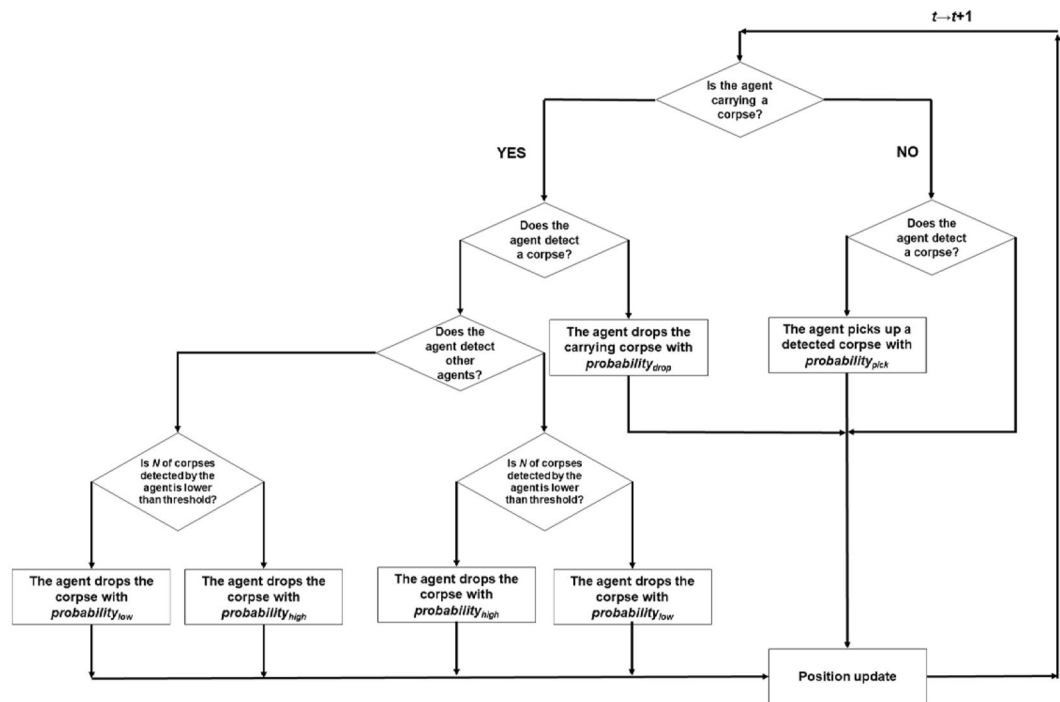 t→t+1
Is the agent
carrying a
corpse?
YES
NO
Does the
agent detect
a corpse?
Does the
agent detect
a corpse?
Does the
agent detect
other
agents?
The agent drops the
carrying corpse with
probability_drop
The agent picks up a
detected corpse with
probability_pick
Is N of corpses
detected by the
agent is lower
than threshold?
Is N of corpses
detected by the
agent is lower
than threshold?
The agent drops the
corpse with
probability_low
The agent drops the
corpse with
probability_high
The agent drops the
corpse with
probability_high
The agent drops the
corpse with
probability_low
Position update